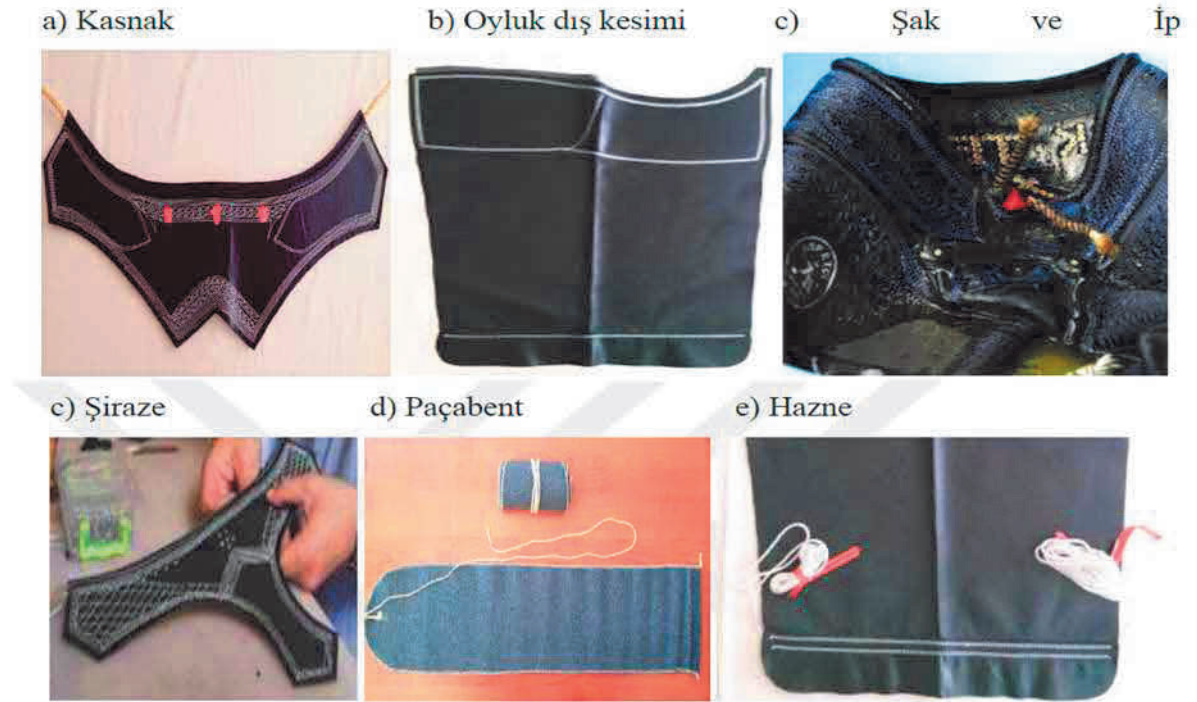 a) Kasnak b) Oyluk dış kesimi c) Şak ve İp
c) Şiraze d) Paçabent e) Hazne